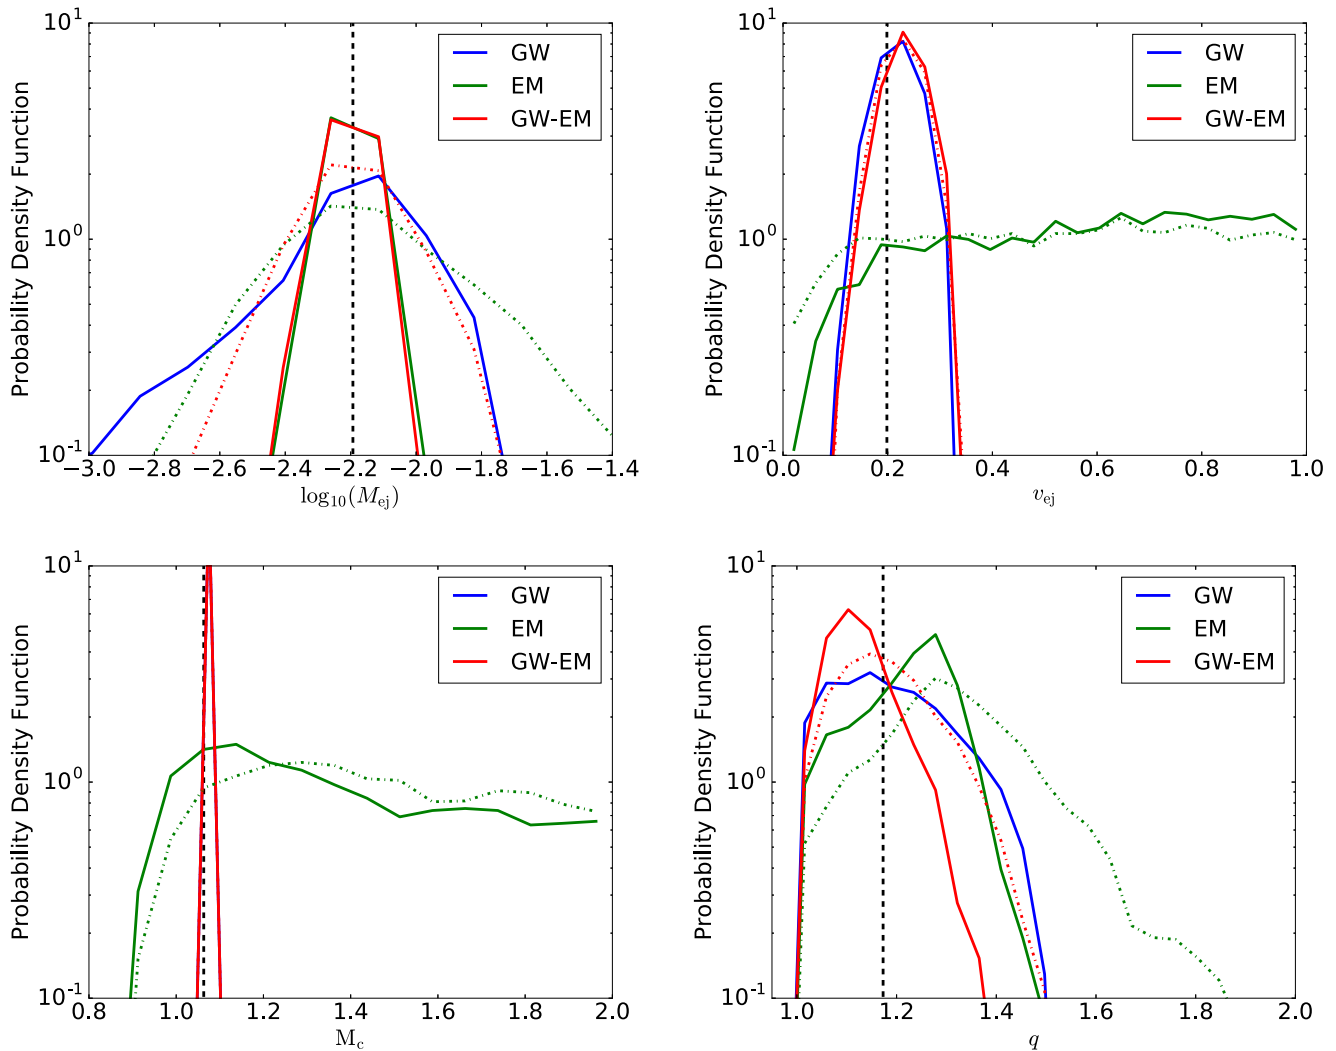 10^1
10^0
10^-1
Probability Density Function
GW
EM
GW-EM
−3.0 −2.8 −2.6 −2.4 −2.2 −2.0 −1.8 −1.6 −1.4
log10(Mej)
10^1
10^0
10^-1
Probability Density Function
GW
EM
GW-EM
0.0 0.2 0.4 0.6 0.8 1.0
vej
10^1
10^0
10^-1
Probability Density Function
GW
EM
GW-EM
0.8 1.0 1.2 1.4 1.6 1.8 2.0
Mc
10^1
10^0
10^-1
Probability Density Function
GW
EM
GW-EM
1.0 1.2 1.4 1.6 1.8 2.0
q